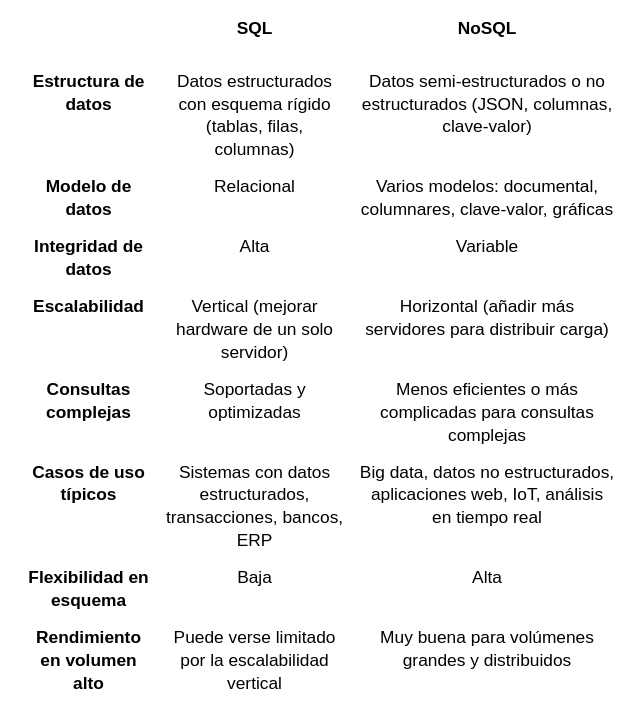 SQL NoSQL
Estructura de datos Datos estructurados con esquema rígido (tablas, filas, columnas) Datos semi-estructurados o no estructurados (JSON, columnas, clave-valor)
Modelo de datos Relacional Varios modelos: documental, columnares, clave-valor, gráficas
Integridad de datos Alta Variable
Escalabilidad Vertical (mejorar hardware de un solo servidor) Horizontal (añadir más servidores para distribuir carga)
Consultas complejas Soportadas y optimizadas Menos eficientes o más complicadas para consultas complejas
Casos de uso típicos Sistemas con datos estructurados, transacciones, bancos, ERP Big data, datos no estructurados, aplicaciones web, IoT, análisis en tiempo real
Flexibilidad en esquema Baja Alta
Rendimiento en volumen alto Puede verse limitado por la escalabilidad vertical Muy buena para volúmenes grandes y distribuidos